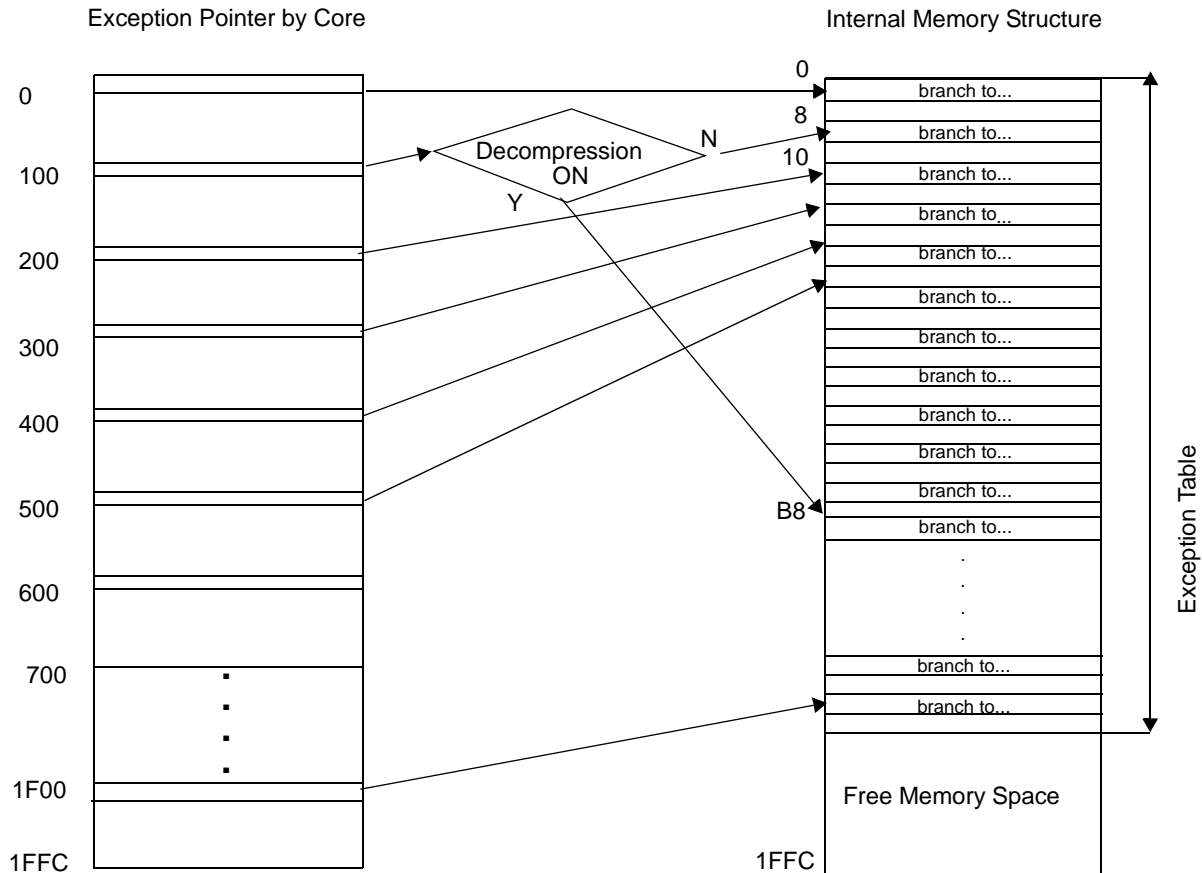 Exception Pointer by Core
0
100
200
300
400
500
600
700
1F00
1FFC
Decompression
ON
N
Y
Internal Memory Structure
0
8
10
B8
1FFC
branch to...
branch to...
branch to...
branch to...
branch to...
branch to...
branch to...
branch to...
branch to...
branch to...
branch to...
branch to...
branch to...
branch to...
Free Memory Space
Exception Table